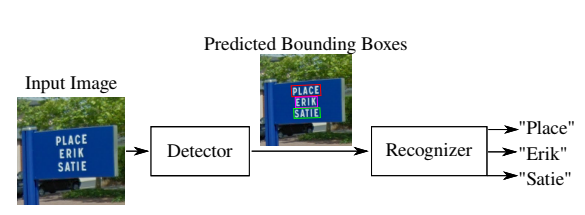 Predicted Bounding Boxes
Input Image
PLACE
ERIK
SATIE
PLACE
ERIK
SATIE
Detector
Recognizer
"Place"
"Erik"
"Satie"